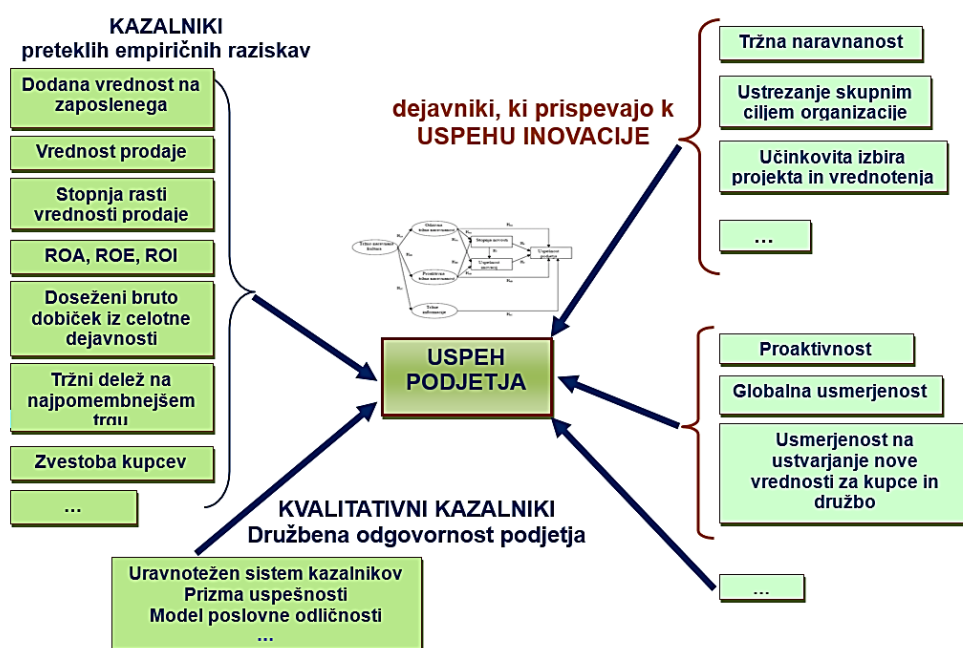 KAZALNIKI
preteklih empiričnih raziskav
Dodana vrednost na
zaposlenega
Vrednost prodaje
Stopnja rasti
vrednosti prodaje
ROA, ROE, ROI
Doseženi bruto
dobiček iz celotne
dejavnosti
Tržni delež na
najpomembnejšem
trgu
Zvestoba kupcev
...
dejavniki, ki prispevajo k
USPEHU INOVACIJE
Tržna naravnanost
Ustrezanje skupnim
ciljem organizacije
Učinkovita izbira
projekta in vrednotenja
...
USPEH
PODJETJA
Proaktivnost
Globalna usmerjenost
Usmerjenost na
ustvarjanje nove
vrednosti za kupce in
družbo
...
KVALITATIVNI KAZALNIKI
Družbena odgovornost podjetja
Uravnotežen sistem kazalnikov
Prizma uspešnosti
Model poslovne odličnosti
...